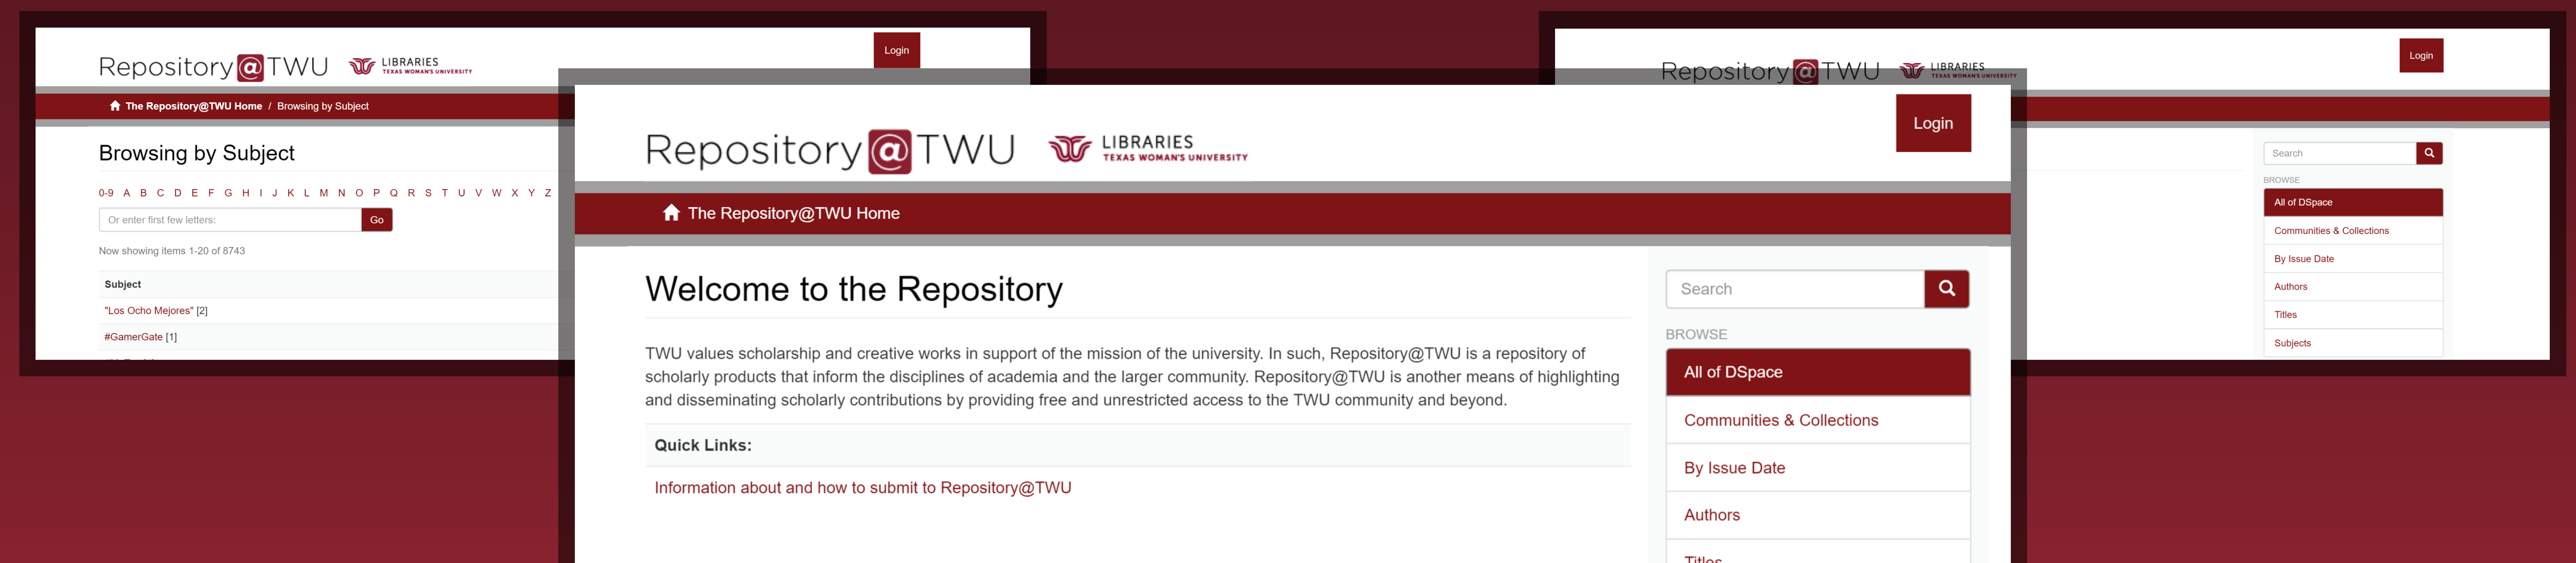 Repository@TWU LIBRARIES
TEXAS WOMAN'S UNIVERSITY
Login
The Repository@TWU Home / Browsing by Subject
Browsing by Subject
0-9 A B C D E F G H I J K L M N O P Q R S T U V W X Y Z
Or enter first few letters: Go
Now showing items 1-20 of 8743
Subject
"Los Ocho Mejores" [2]
#GamerGate [1]
Repository@TWU LIBRARIES
TEXAS WOMAN'S UNIVERSITY
Login
The Repository@TWU Home
Welcome to the Repository
TWU values scholarship and creative works in support of the mission of the university. In such, Repository@TWU is a repository of
scholarly products that inform the disciplines of academia and the larger community. Repository@TWU is another means of highlighting
and disseminating scholarly contributions by providing free and unrestricted access to the TWU community and beyond.
Quick Links:
Information about and how to submit to Repository@TWU
Search
BROWSE
All of DSpace
Communities & Collections
By Issue Date
Authors
Titles
Repository@TWU LIBRARIES
TEXAS WOMAN'S UNIVERSITY
Login
Search
BROWSE
All of DSpace
Communities & Collections
By Issue Date
Authors
Titles
Subjects